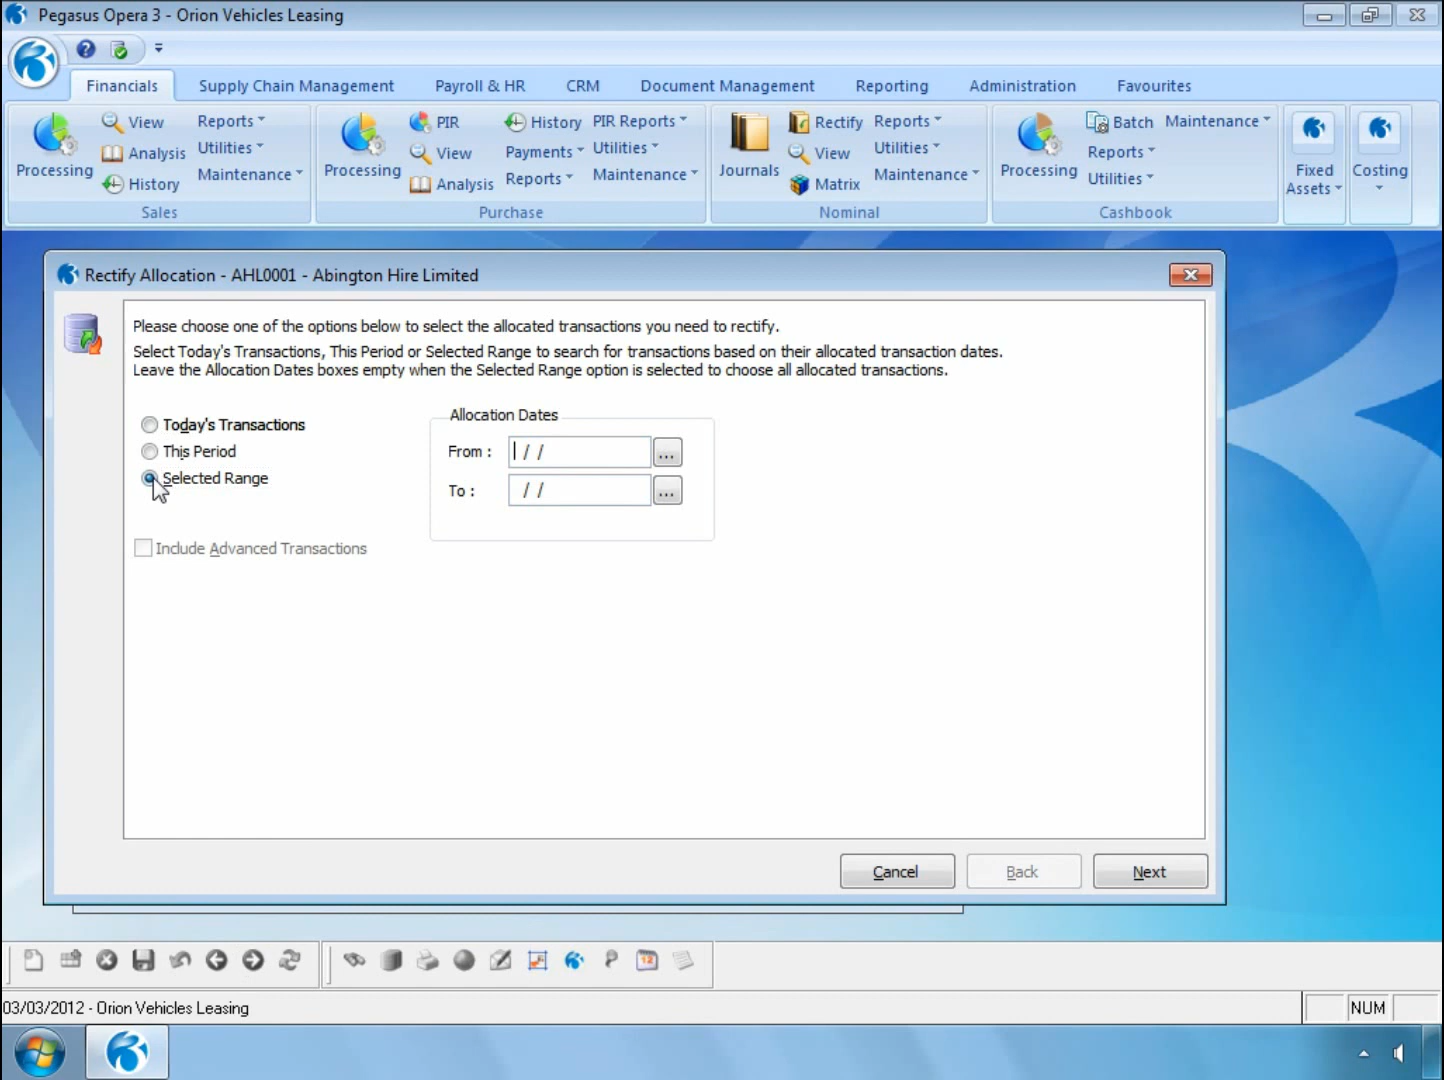 Pegasus Opera 3 - Orion Vehicles Leasing
Financials Supply Chain Management Payroll & HR CRM Document Management Reporting Administration Favourites
View Reports PIR History PIR Reports Rectify Reports Batch Maintenance
Analysis Utilities View Payments Utilities View Utilities Reports
Processing History Maintenance Processing Analysis Reports Maintenance Journals Matrix Maintenance Processing Utilities Fixed Assets Costing
Sales Purchase Nominal Cashbook
Rectify Allocation - AHL0001 - Abington Hire Limited
Please choose one of the options below to select the allocated transactions you need to rectify.
Select Today's Transactions, This Period or Selected Range to search for transactions based on their allocated transaction dates.
Leave the Allocation Dates boxes empty when the Selected Range option is selected to choose all allocated transactions.
Allocation Dates
Today's Transactions
This Period From : / / ...
Selected Range To : / / ...
Include Advanced Transactions
Cancel Back Next
12
03/03/2012 - Orion Vehicles Leasing NUM